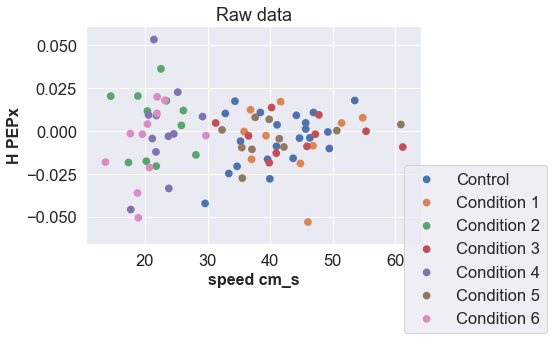 Raw data
0.050
0.025
0.000
−0.025
−0.050
H PEPx
20
30
40
50
60
speed cm_s
Control
Condition 1
Condition 2
Condition 3
Condition 4
Condition 5
Condition 6